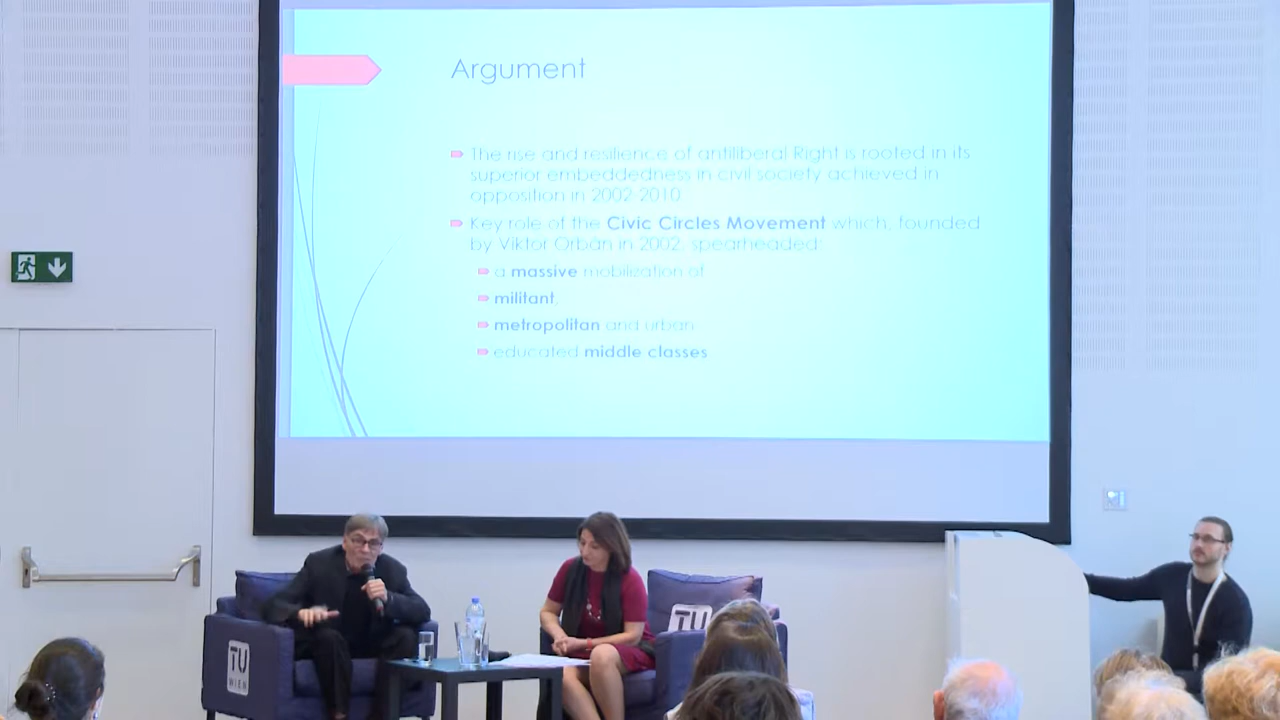 Argument
The rise and resilience of antiliberal Right is rooted in its
superior embeddedness in civil society achieved in
opposition in 2002-2010.
Key role of the Civic Circles Movement which, founded
by Viktor Orbán in 2002, spearheaded:
a massive mobilization of
militant,
metropolitan and urban
educated middle classes
TU
WIEN
TU